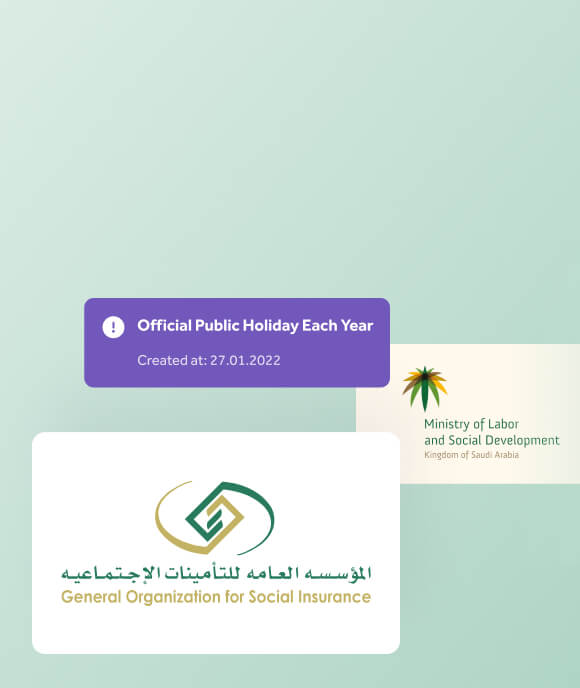 Official Public Holiday Each Year
Created at: 27.01.2022
Ministry of Labor
and Social Development
Kingdom of Saudi Arabia
المؤسسه العامه للتأمينات الإجتماعيه
General Organization for Social Insurance